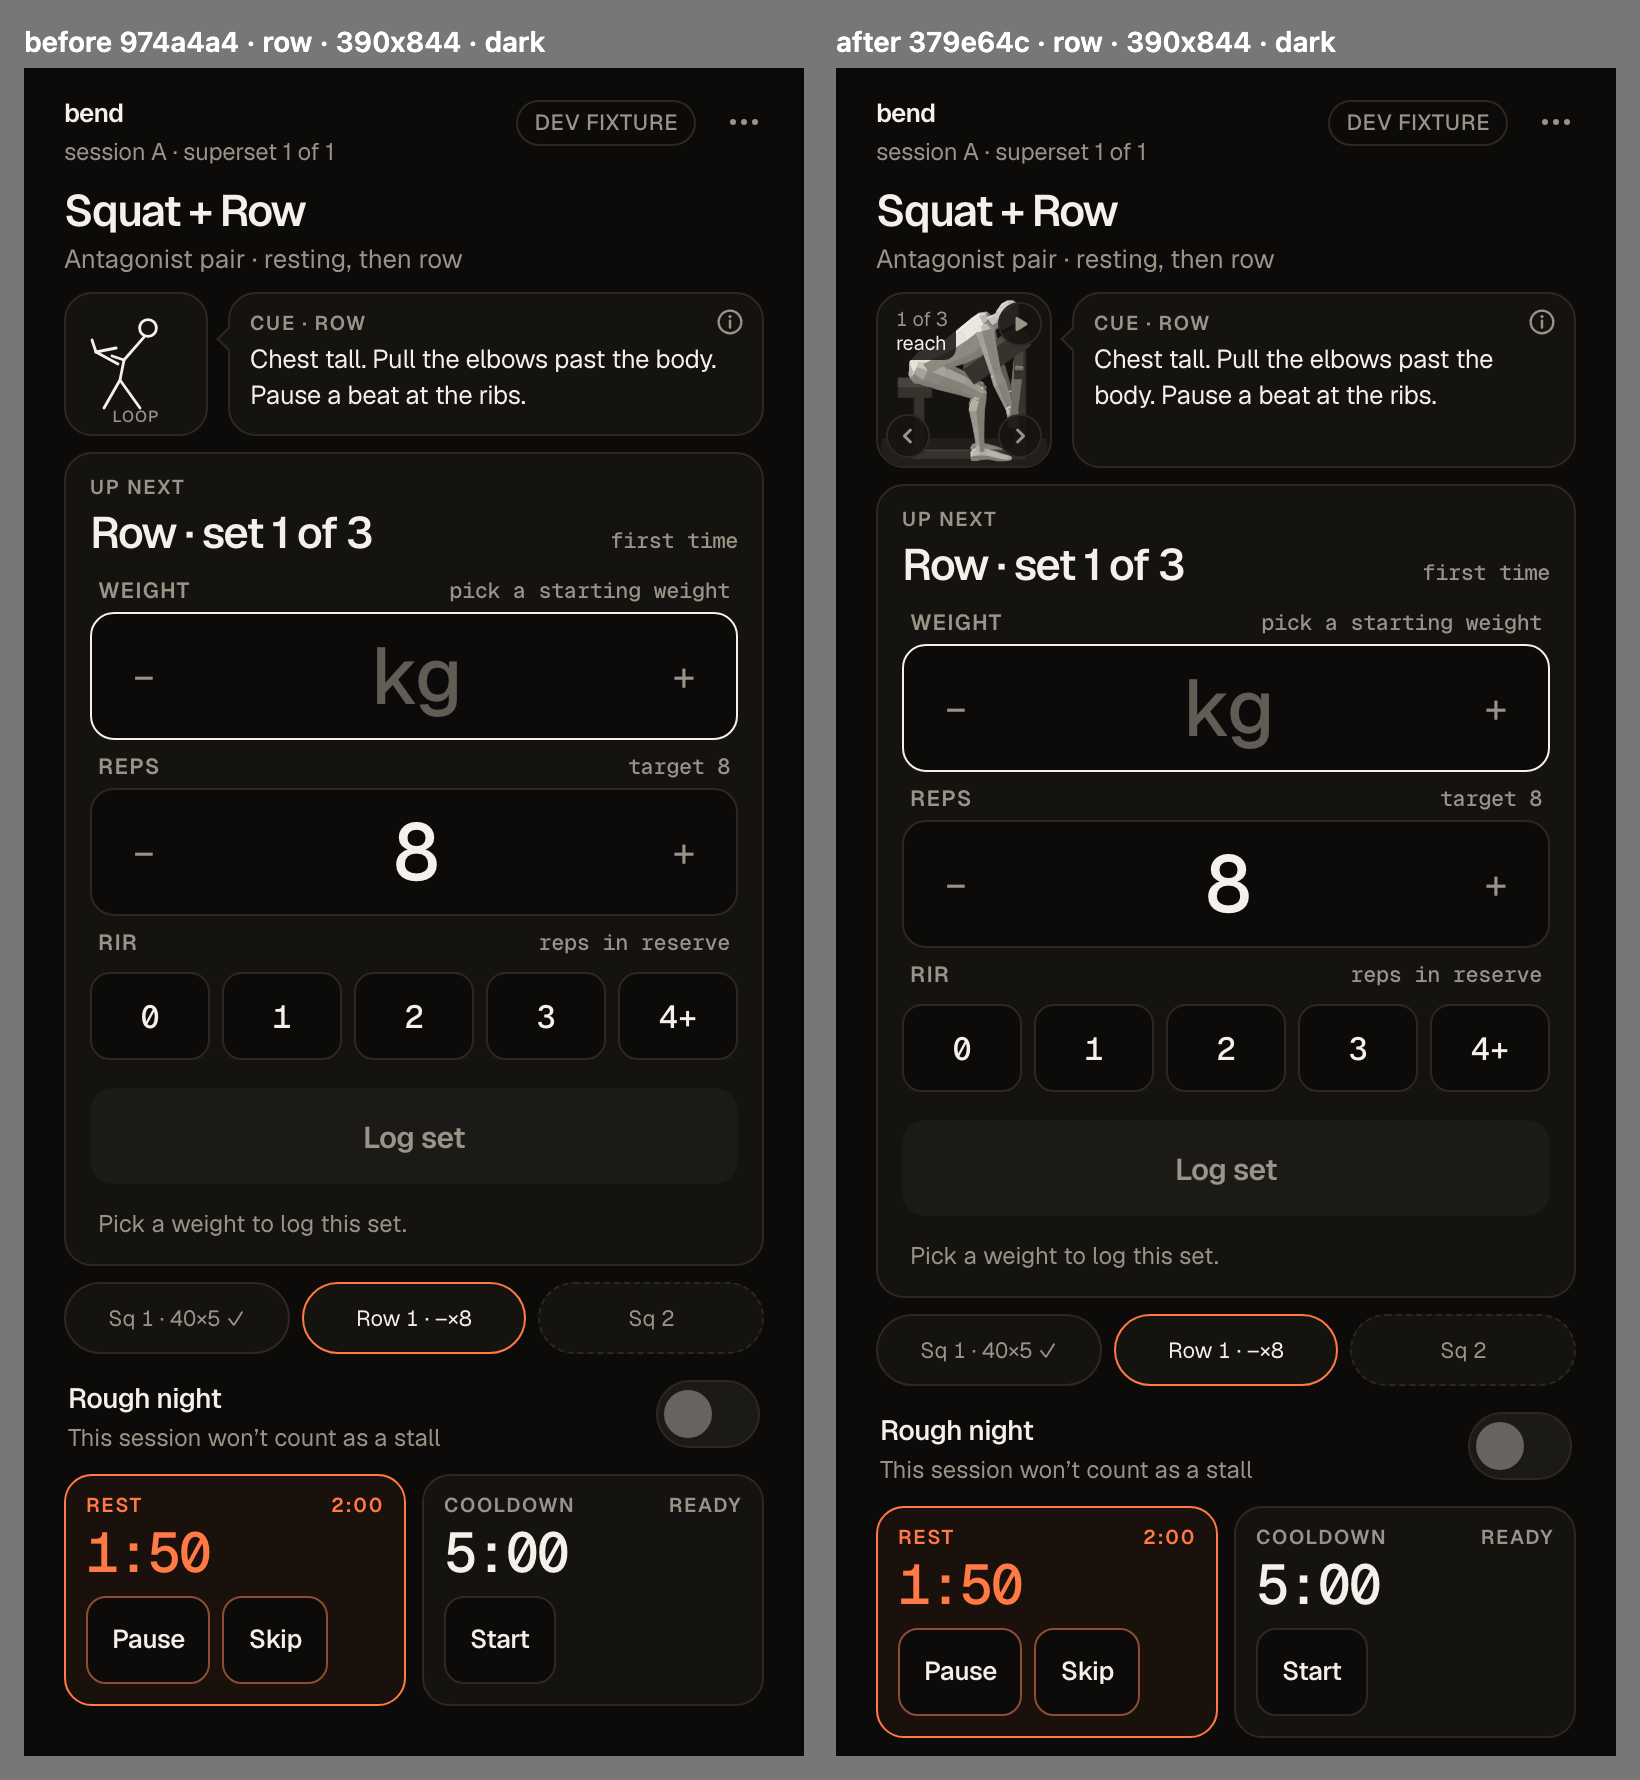 before 974a4a4 · row · 390x844 · dark
bend
DEV FIXTURE
session A · superset 1 of 1
Squat + Row
Antagonist pair · resting, then row
LOOP
CUE · ROW
Chest tall. Pull the elbows past the body.
Pause a beat at the ribs.
UP NEXT
Row · set 1 of 3
first time
WEIGHT
pick a starting weight
−
kg
+
REPS
target 8
−
8
+
RIR
reps in reserve
0
1
2
3
4+
Log set
Pick a weight to log this set.
Sq 1 · 40×5 ✓
Row 1 · –×8
Sq 2
Rough night
This session won’t count as a stall
REST
2:00
1:50
Pause
Skip
COOLDOWN
READY
5:00
Start
after 379e64c · row · 390x844 · dark
bend
DEV FIXTURE
session A · superset 1 of 1
Squat + Row
Antagonist pair · resting, then row
1 of 3
reach
CUE · ROW
Chest tall. Pull the elbows past the
body. Pause a beat at the ribs.
UP NEXT
Row · set 1 of 3
first time
WEIGHT
pick a starting weight
−
kg
+
REPS
target 8
−
8
+
RIR
reps in reserve
0
1
2
3
4+
Log set
Pick a weight to log this set.
Sq 1 · 40×5 ✓
Row 1 · –×8
Sq 2
Rough night
This session won’t count as a stall
REST
2:00
1:50
Pause
Skip
COOLDOWN
READY
5:00
Start